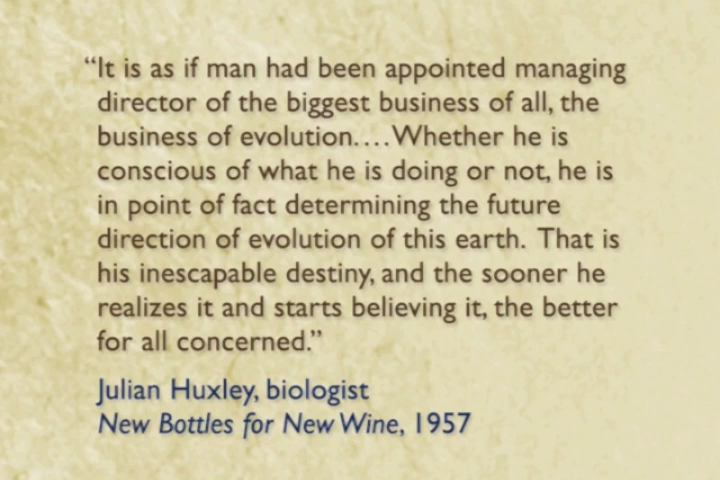 “It is as if man had been appointed managing
director of the biggest business of all, the
business of evolution....Whether he is
conscious of what he is doing or not, he is
in point of fact determining the future
direction of evolution of this earth. That is
his inescapable destiny, and the sooner he
realizes it and starts believing it, the better
for all concerned.”
Julian Huxley, biologist
New Bottles for New Wine, 1957